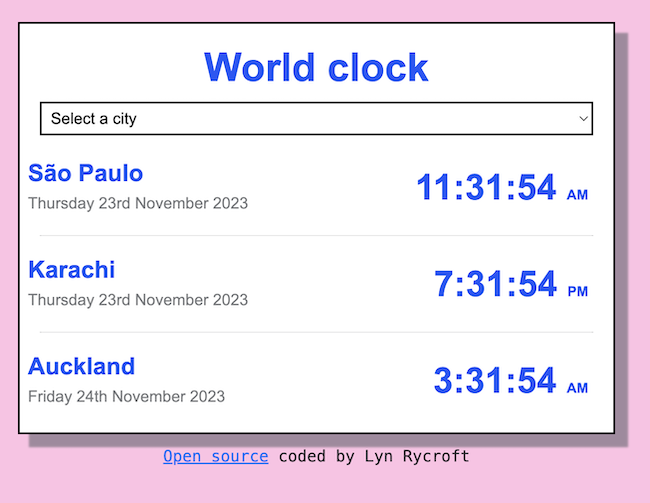 World clock
Select a city
São Paulo
11:31:54 AM
Thursday 23rd November 2023
Karachi
7:31:54 PM
Thursday 23rd November 2023
Auckland
3:31:54 AM
Friday 24th November 2023
Open source coded by Lyn Rycroft